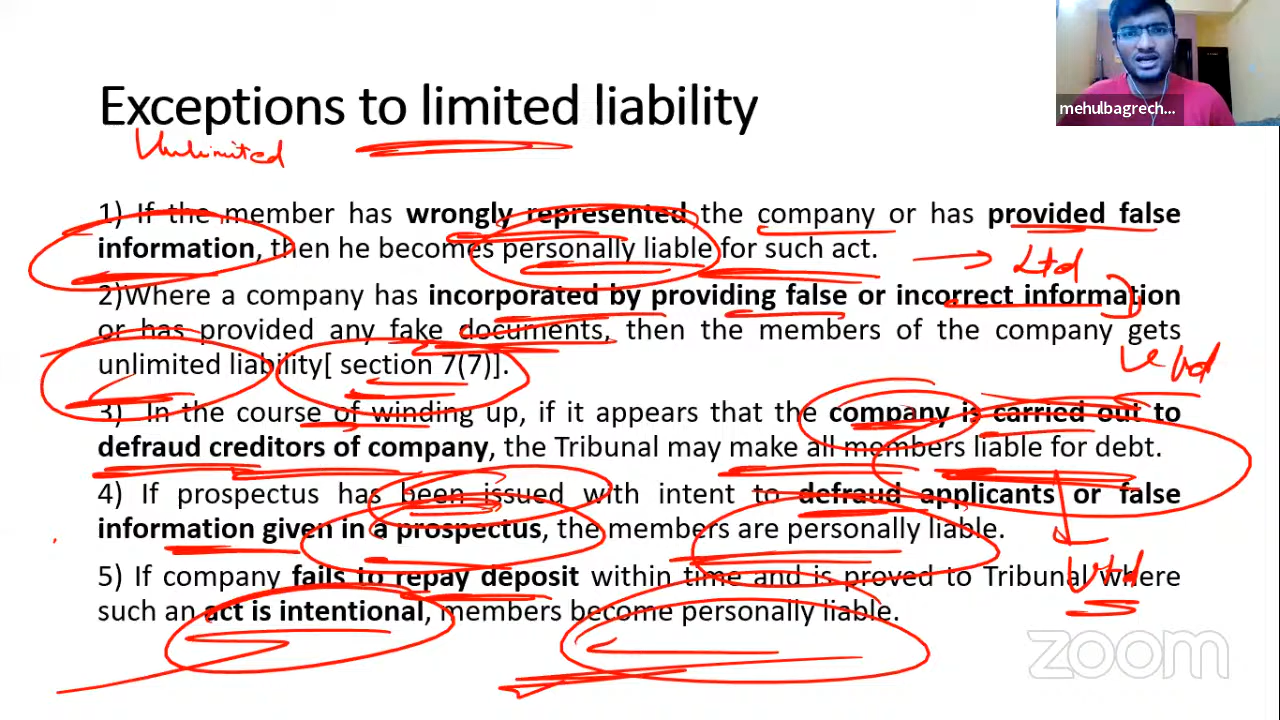 Exceptions to limited liability
Unlimited
mehulbagrech...
1) If the member has wrongly represented the company or has provided false
information, then he becomes personally liable for such act.
Ltd
2)Where a company has incorporated by providing false or incorrect information
or has provided any fake documents, then the members of the company gets
unlimited liability[ section 7(7)].
3) In the course of winding up, if it appears that the company is carried out to
defraud creditors of company, the Tribunal may make all members liable for debt.
4) If prospectus has been issued with intent to defraud applicants or false
information given in a prospectus, the members are personally liable.
5) If company fails to repay deposit within time and is proved to Tribunal where
such an act is intentional, members become personally liable.
zoom